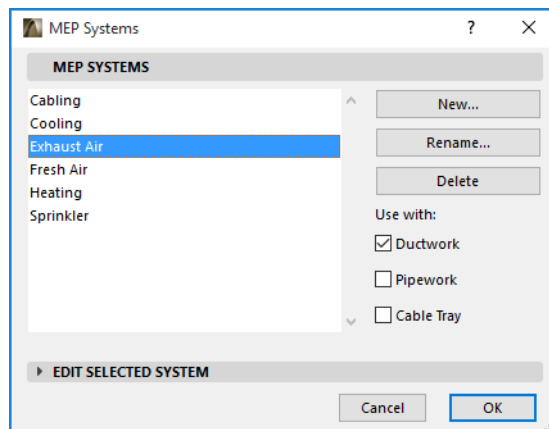 MEP Systems
?
MEP SYSTEMS
Cabling
Cooling
Exhaust Air
Fresh Air
Heating
Sprinkler
New...
Rename...
Delete
Use with:
Ductwork
Pipework
Cable Tray
EDIT SELECTED SYSTEM
Cancel
OK